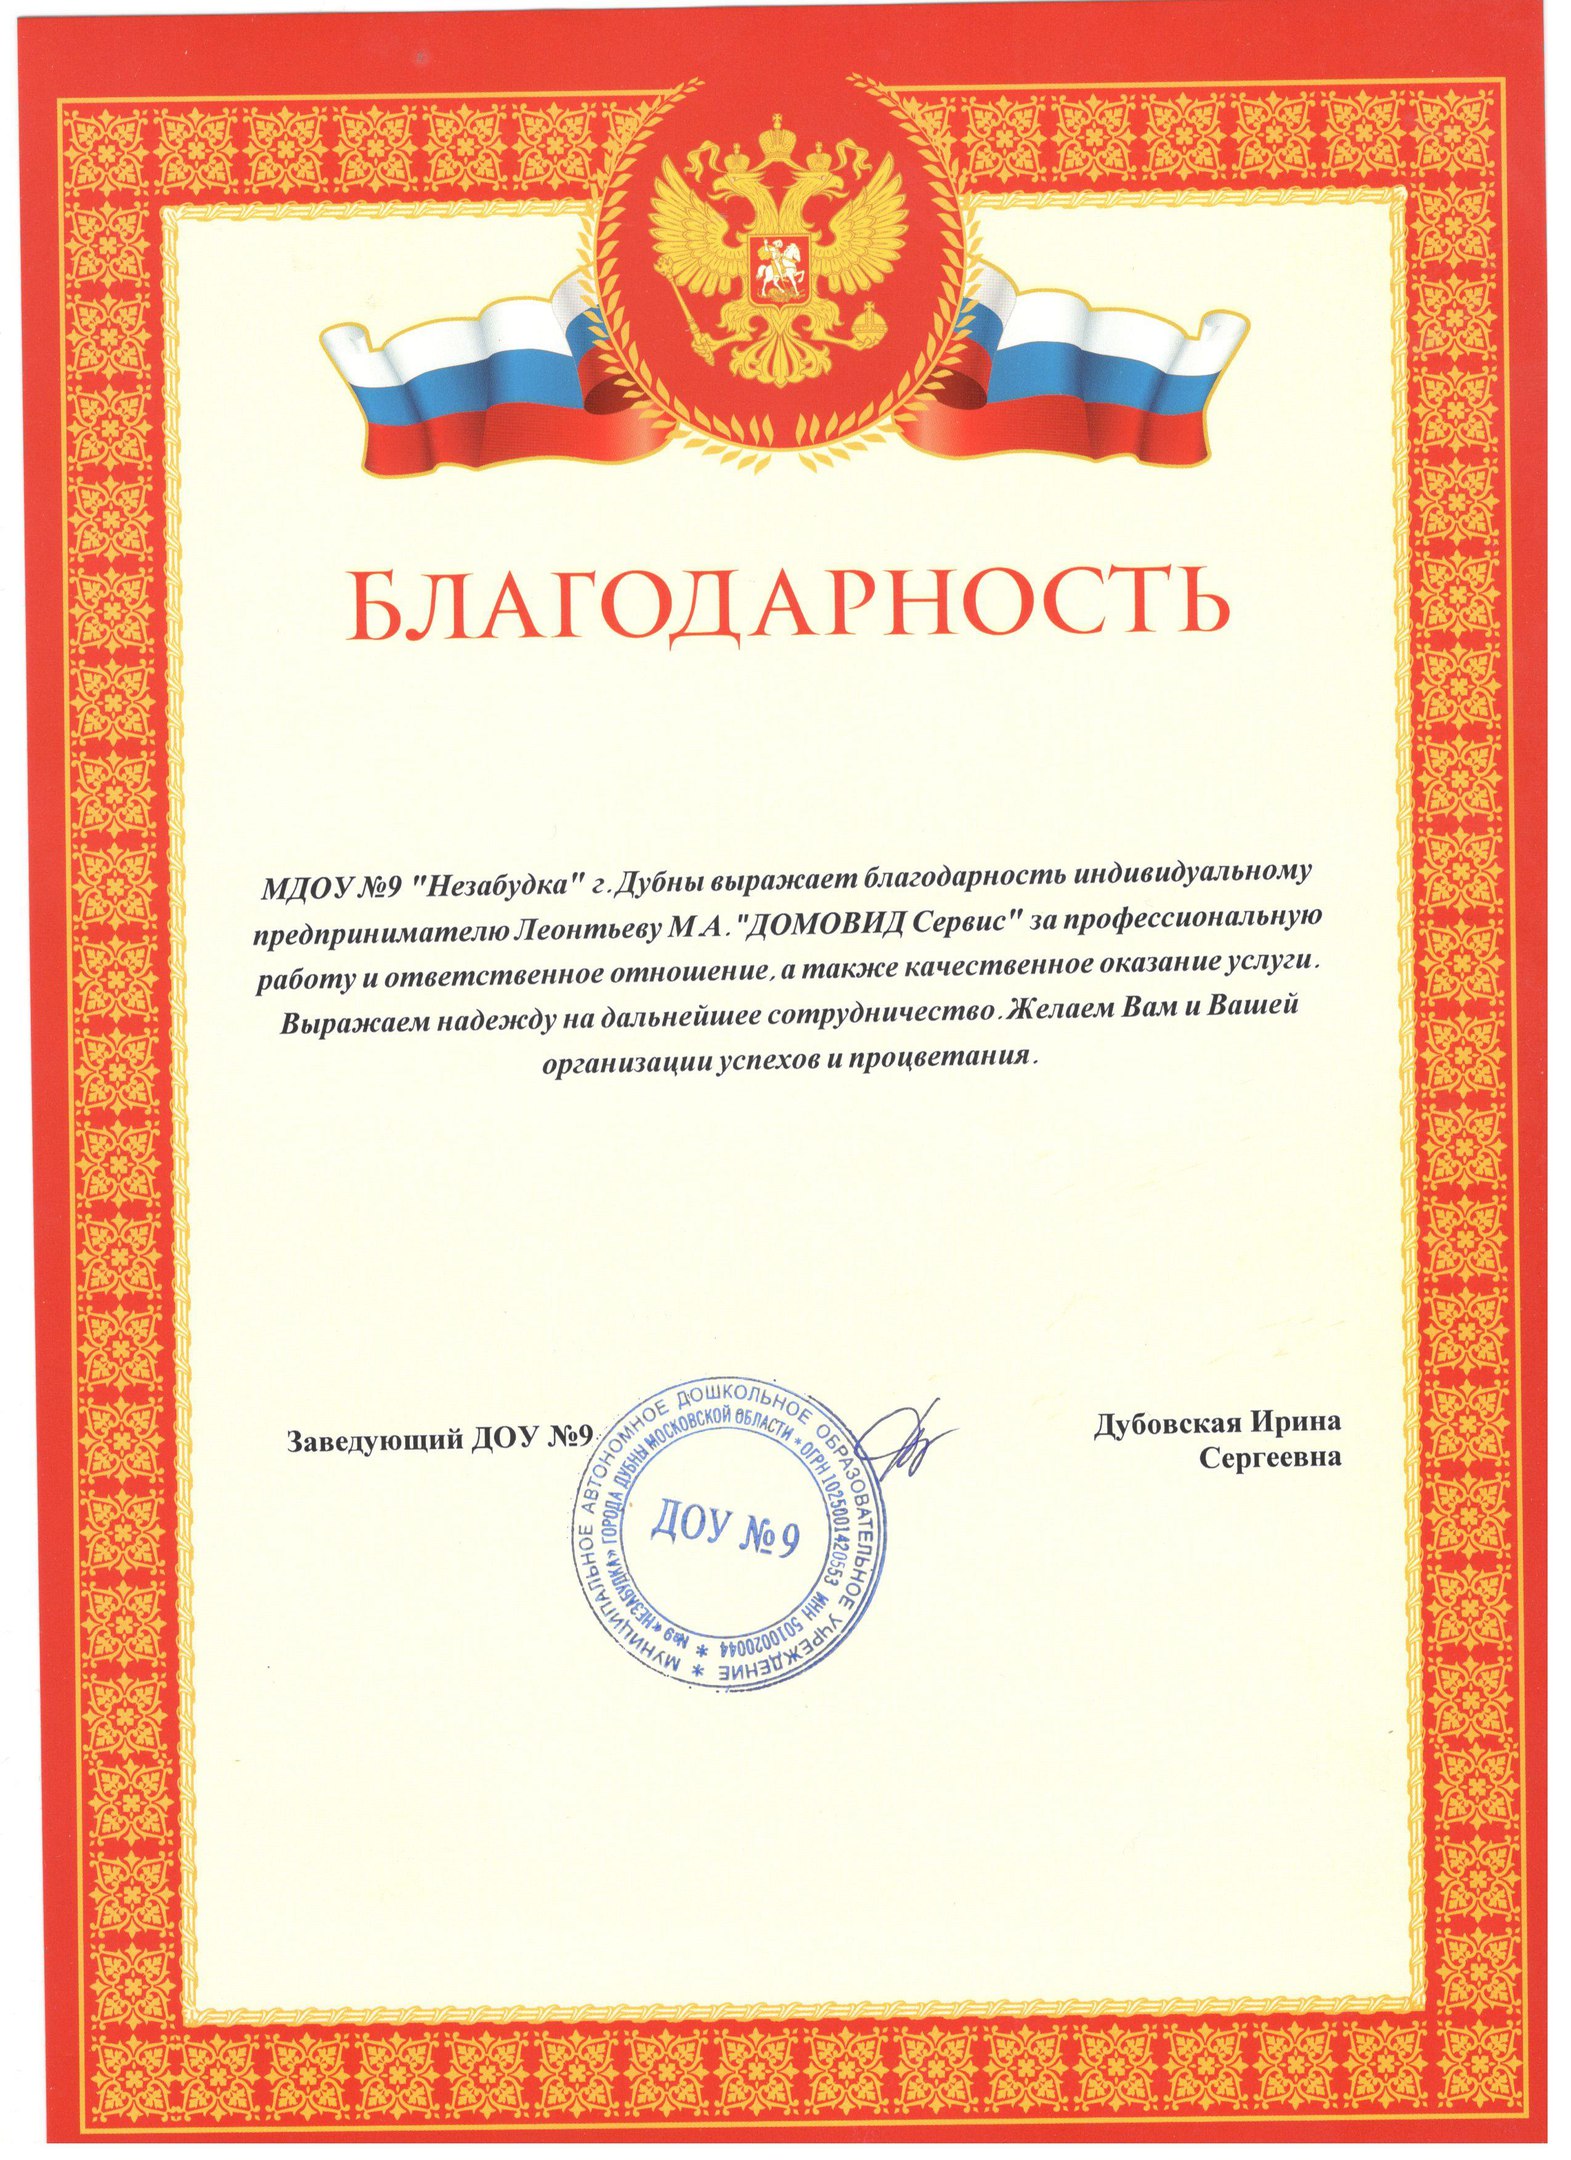 БЛАГОДАРНОСТЬ
МДОУ №9 "Незабудка" г. Дубны выражает благодарность индивидуальному
предпринимателю Леонтьеву М.А. "ДОМОВИД Сервис" за профессиональную
работу и ответственное отношение, а также качественное оказание услуги.
Выражаем надежду на дальнейшее сотрудничество. Желаем Вам и Вашей
организации успехов и процветания.
Заведующий ДОУ №9
Дубовская Ирина
Сергеевна
МУНИЦИПАЛЬНОЕ АВТОНОМНОЕ ДОШКОЛЬНОЕ ОБРАЗОВАТЕЛЬНОЕ УЧРЕЖДЕНИЕ *
№9 «НЕЗАБУДКА» ГОРОДА ДУБНЫ МОСКОВСКОЙ ОБЛАСТИ * ОГРН 1025001420553 ИНН 5010020044 *
ДОУ №9